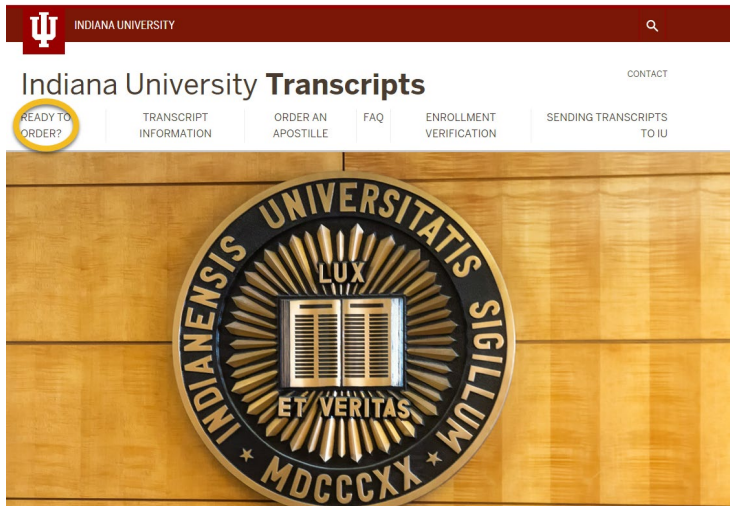 INDIANA UNIVERSITY
CONTACT
Indiana University Transcripts
READY TO
ORDER?
TRANSCRIPT
INFORMATION
ORDER AN
APOSTILLE
FAQ
ENROLLMENT
VERIFICATION
SENDING TRANSCRIPTS
TO IU
INDIANENSIS UNIVERSITATIS SIGILLUM
LUX
ET VERITAS
MDCCCXX